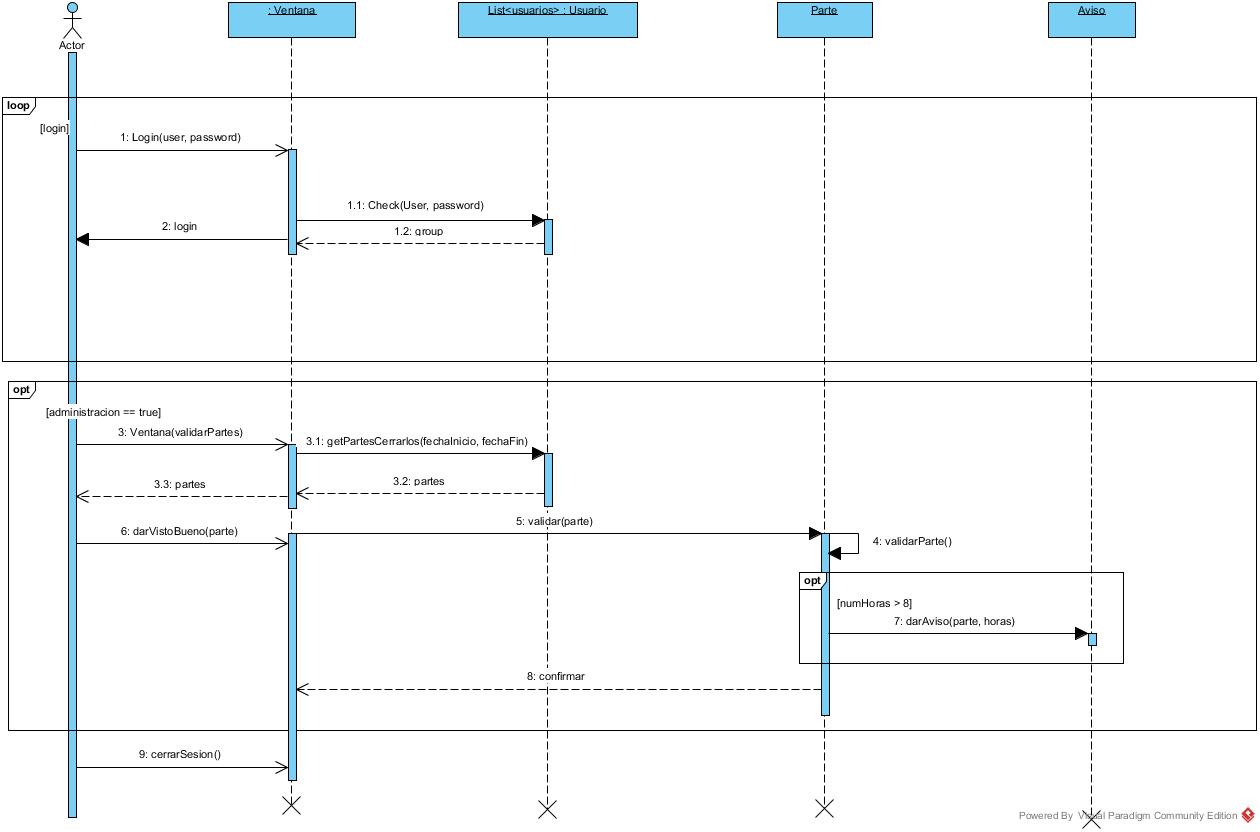 : Ventana
List<usuarios> : Usuario
Parte
Aviso
Actor
loop
[login]
1: Login(user, password)
1.1: Check(User, password)
2: login
1.2: group
opt
[administracion == true]
3: Ventana(validarPartes)
3.1: getPartesCerrarlos(fechaInicio, fechaFin)
3.3: partes
3.2: partes
5: validar(parte)
6: darVistoBueno(parte)
4: validarParte()
opt
[numHoras > 8]
7: darAviso(parte, horas)
8: confirmar
9: cerrarSesion()
Powered By Visual Paradigm Community Edition